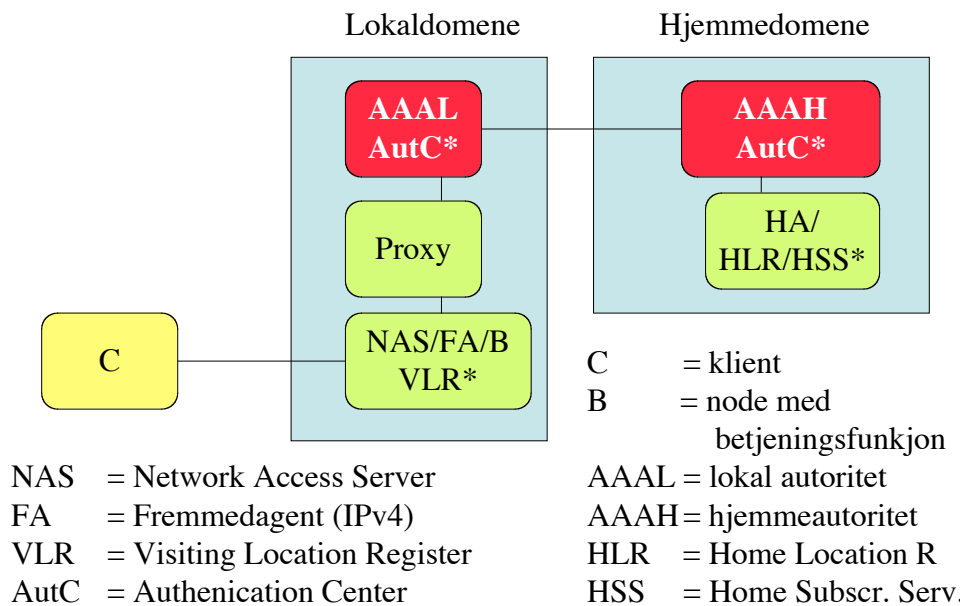 Lokaldomene
Hjemmedomene
AAAL
AutC*
AAAH
AutC*
Proxy
HA/
HLR/HSS*
C
NAS/FA/B
VLR*
C = klient
B = node med
betjeningsfunkjon
NAS = Network Access Server
FA = Fremmedagent (IPv4)
VLR = Visiting Location Register
AutC = Authenication Center
AAAL = lokal autoritet
AAAH = hjemmeautoritet
HLR = Home Location R
HSS = Home Subscr. Serv.